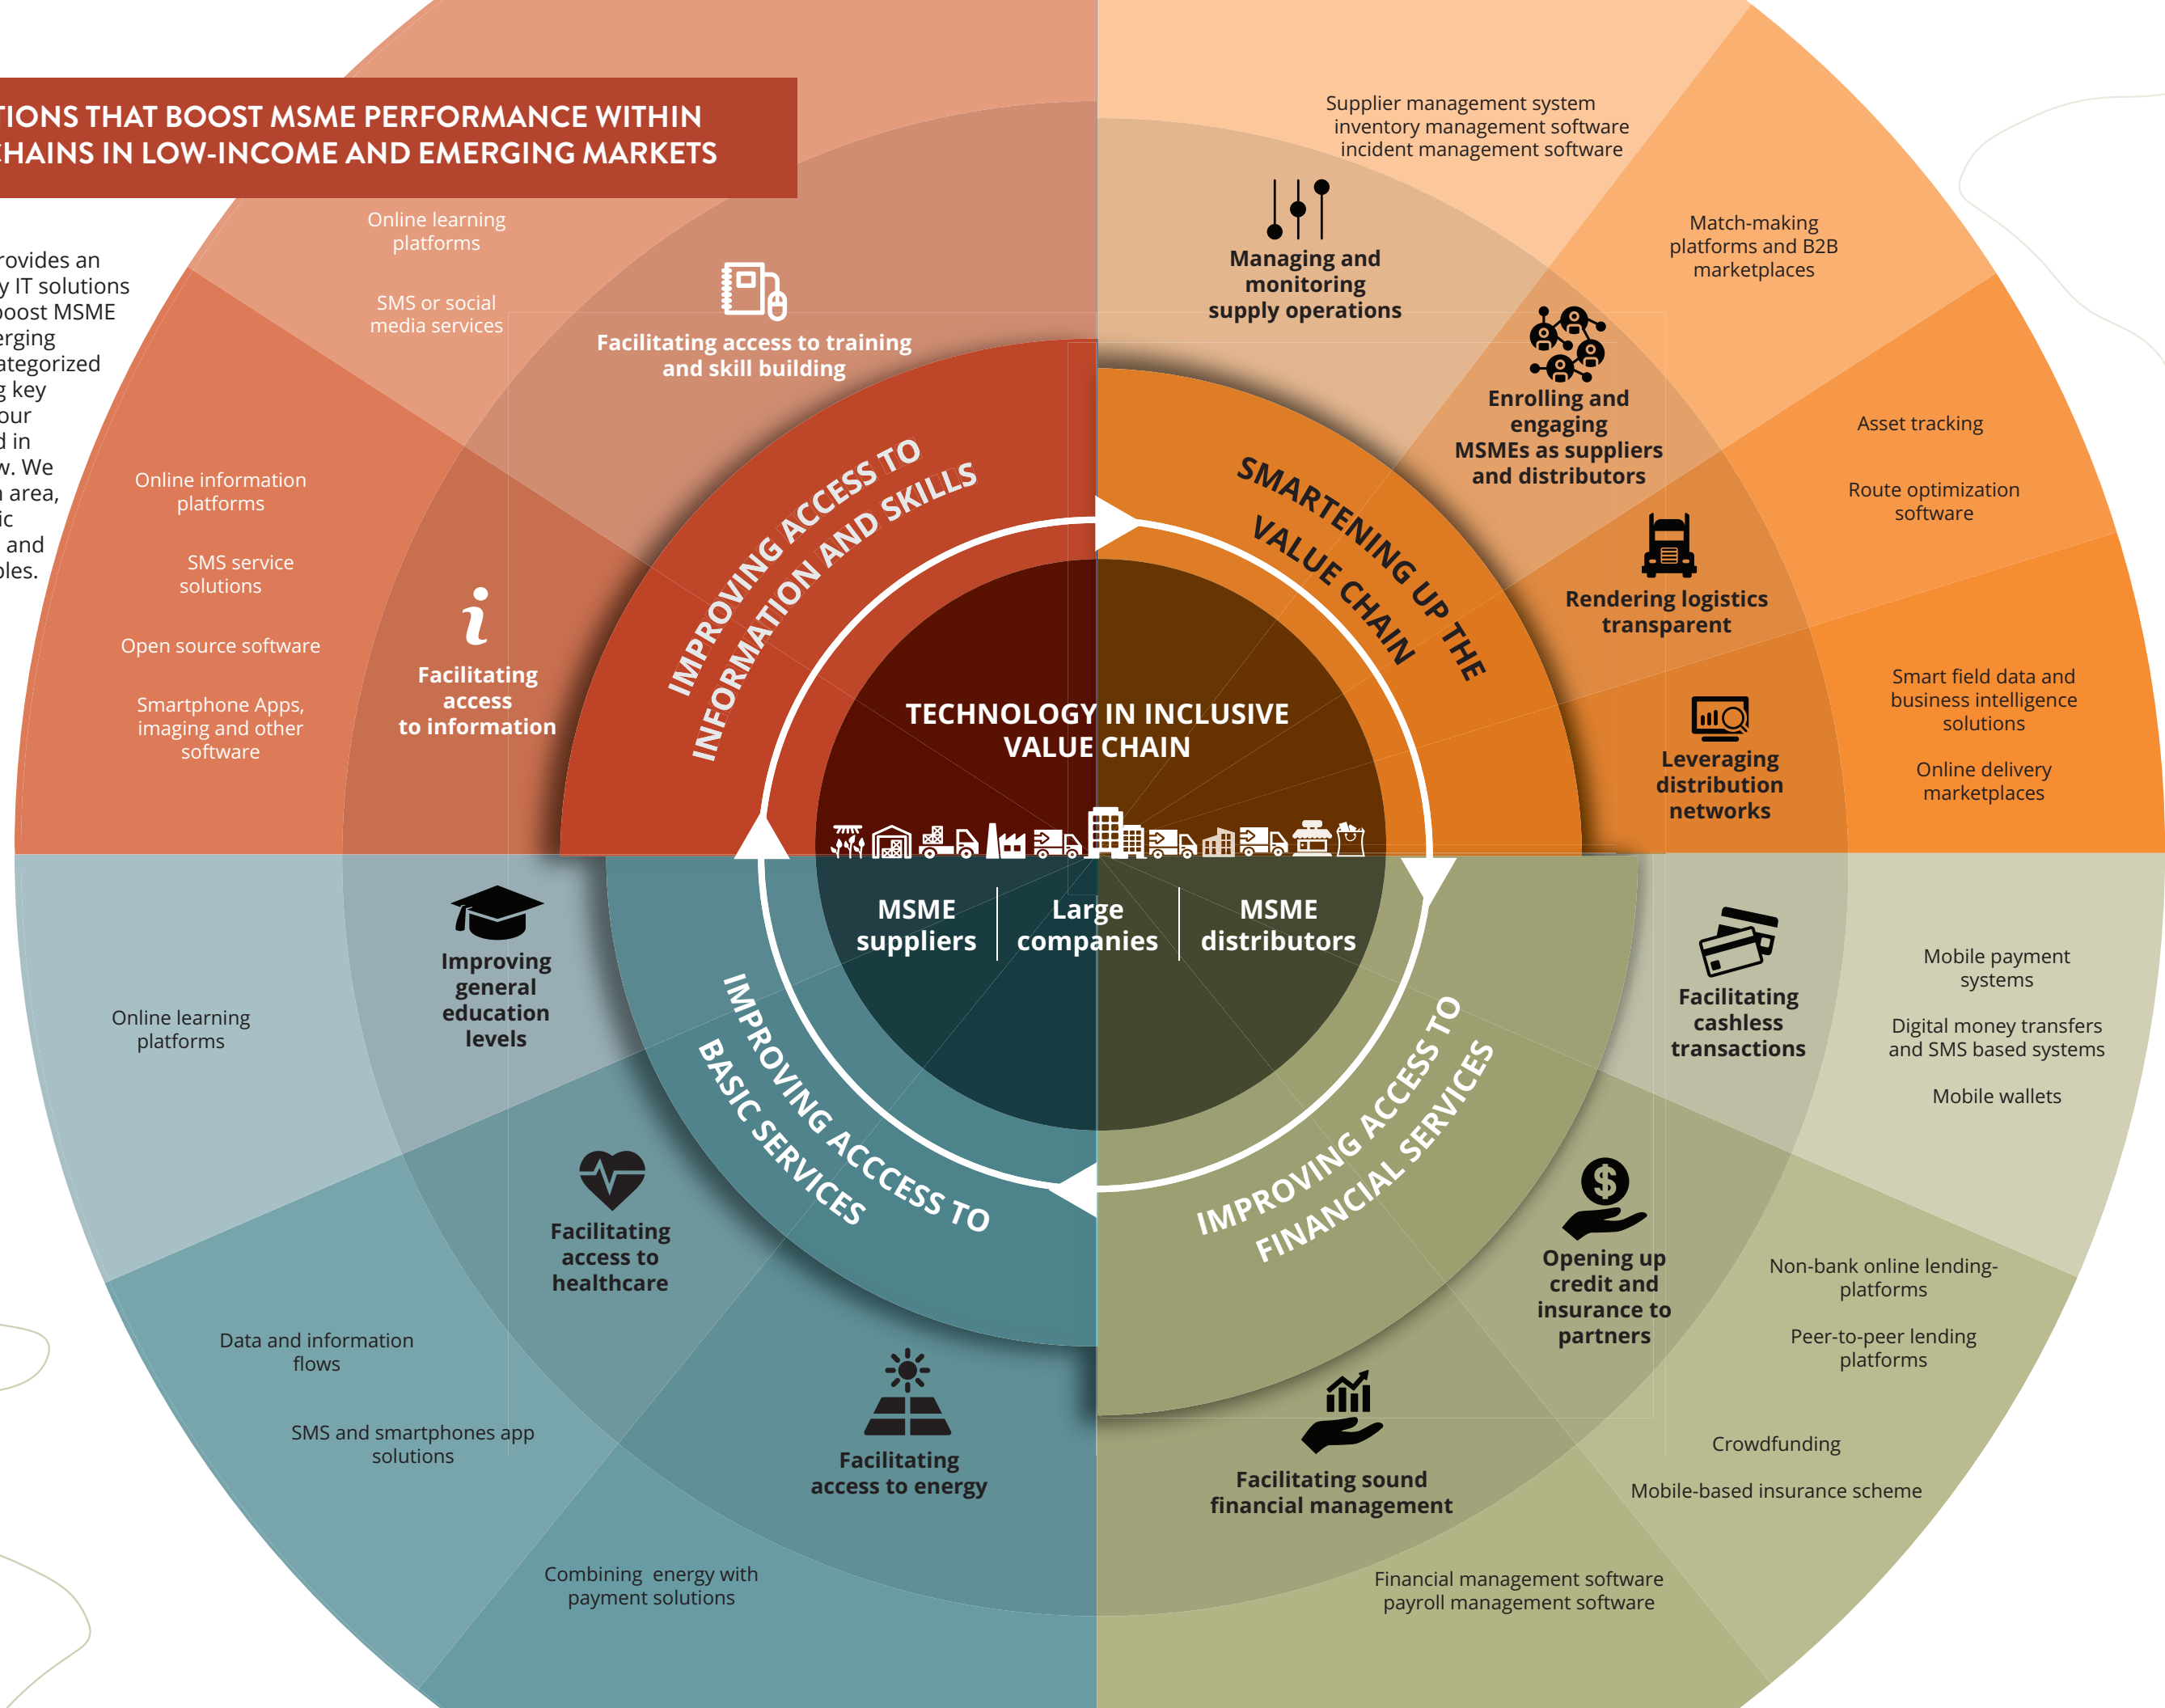 TIONS THAT BOOST MSME PERFORMANCE WITHIN
CHAINS IN LOW-INCOME AND EMERGING MARKETS
rovides an
y IT solutions
boost MSME
erging
ategorized
g key
our
d in
w. We
n area,
ic
and
bles.
Online learning
platforms
SMS or social
media services
Facilitating access to training
and skill building
Online information
platforms
SMS service
solutions
Open source software
Smartphone Apps,
imaging and other
software
Facilitating
access
to information
IMPROVING ACCESS TO
INFORMATION AND SKILLS
Supplier management system
inventory management software
incident management software
Managing and
monitoring
supply operations
Match-making
platforms and B2B
marketplaces
Enrolling and
engaging
MSMEs as suppliers
and distributors
Asset tracking
Route optimization
software
Rendering logistics
transparent
Smart field data and
business intelligence
solutions
Online delivery
marketplaces
Leveraging
distribution
networks
SMARTENING UP THE
VALUE CHAIN
TECHNOLOGY IN INCLUSIVE
VALUE CHAIN
MSME
suppliers
Large
companies
MSME
distributors
Improving
general
education
levels
Online learning
platforms
Facilitating
access to
healthcare
Data and information
flows
SMS and smartphones app
solutions
Facilitating
access to energy
Combining energy with
payment solutions
IMPROVING ACCCESS TO
BASIC SERVICES
Facilitating
cashless
transactions
Mobile payment
systems
Digital money transfers
and SMS based systems
Mobile wallets
Opening up
credit and
insurance to
partners
Non-bank online lending-
platforms
Peer-to-peer lending
platforms
Crowdfunding
Mobile-based insurance scheme
Facilitating sound
financial management
Financial management software
payroll management software
IMPROVING ACCESS TO
FINANCIAL SERVICES